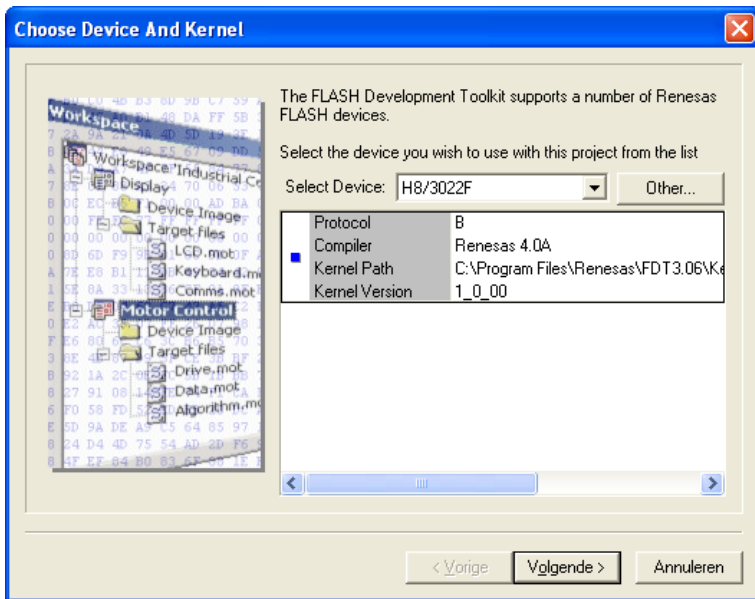 Choose Device And Kernel
Workspace
Workspace "Industrial Co
Display
Device Image
Target files
LCD.mot
Keyboard.m
Comms.mot
Motor Control
Device Image
Target files
Drive.mot
Data.mot
Algorithm.mo
The FLASH Development Toolkit supports a number of Renesas
FLASH devices.
Select the device you wish to use with this project from the list
Select Device: H8/3022F Other...
Protocol B
Compiler Renesas 4.0A
Kernel Path C:\Program Files\Renesas\FDT3.06\Ke
Kernel Version 1_0_00
< Vorige Volgende > Annuleren